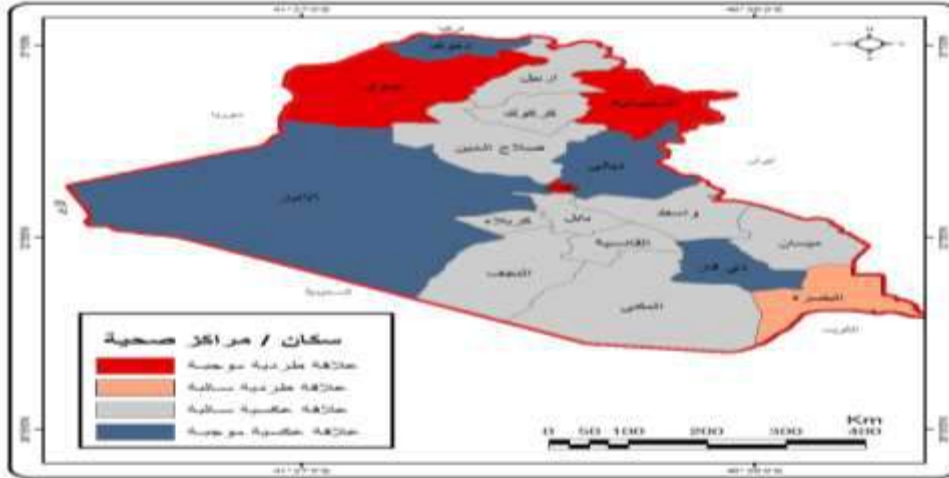 تركيا
دهوك
اربيل
نينوى
السليمانية
كركوك
سوريا
صلاح الدين
ايران
ديالى
الانبار
واسط
بابل
كربلاء
القادسية
ميسان
النجف
ذي قار
السعودية
المثنى
البصرة
الكويت
سكان / مراكز صحية
علاقة طردية موجبة
علاقة طردية سالبة
علاقة عكسية سالبة
علاقة عكسية موجبة
Km
0 50 100 200 300 400